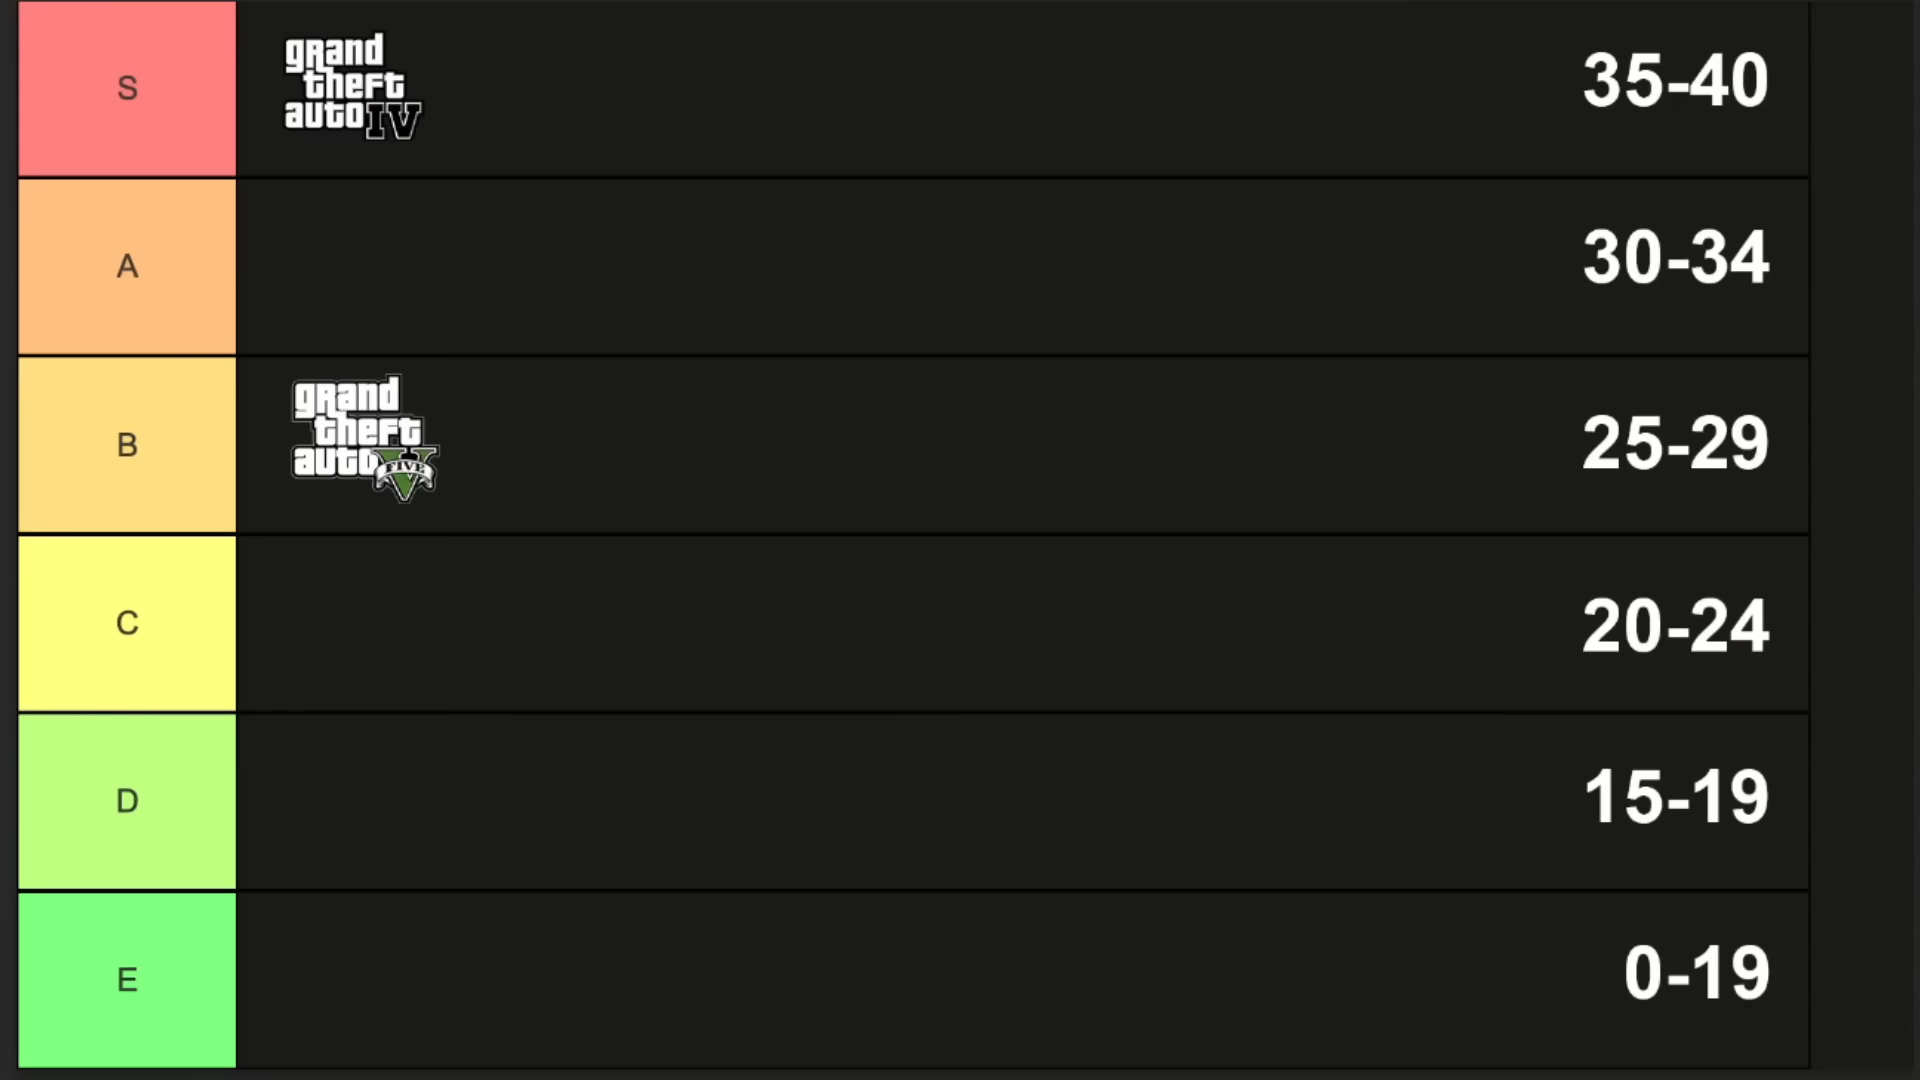 S
grand
theft
auto IV
35-40
A
30-34
B
grand
theft
auto V
FIVE
25-29
C
20-24
D
15-19
E
0-19